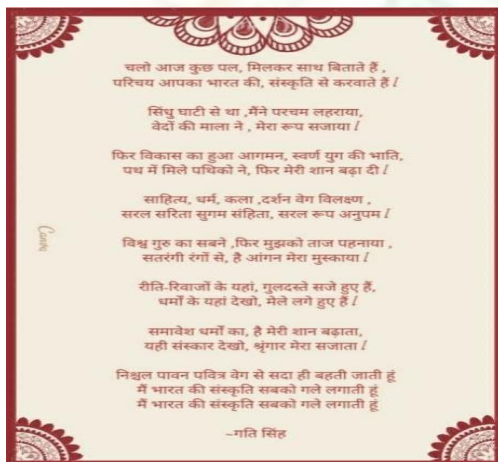 चलो आज कुछ पल, मिलकर साथ बिताते हैं ,
परिचय आपका भारत की, संस्कृति से करवाते हैं !
सिंधु घाटी से था ,मैंने परचम लहराया,
वेदों की माला ने , मेरा रूप सजाया !
फिर विकास का हुआ आगमन, स्वर्ण युग की भाति,
पथ में मिले पथिको ने, फिर मेरी शान बढ़ा दी !
साहित्य, धर्म, कला ,दर्शन वेग विलक्षण ,
सरल सरिता सुगम संहिता, सरल रूप अनुपम !
विश्व गुरु का सबने ,फिर मुझको ताज पहनाया ,
सतरंगी रंगों से, है आंगन मेरा मुस्काया !
रीति-रिवाजों के यहां, गुलदस्ते सजे हुए हैं,
धर्मों के यहां देखो, मेले लगे हुए हैं !
समावेश धर्मों का, है मेरी शान बढ़ाता,
यही संस्कार देखो, श्रृंगार मेरा सजाता !
निश्चल पावन पवित्र वेग से सदा ही बहती जाती हूं
मैं भारत की संस्कृति सबको गले लगाती हूं
मैं भारत की संस्कृति सबको गले लगाती हूं
~गति सिंह
Canva